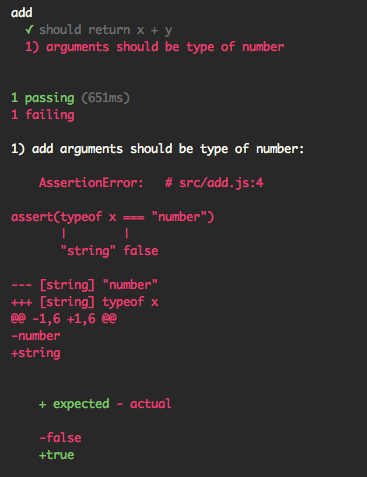 add
✓ should return x + y
1) arguments should be type of number
1 passing (651ms)
1 failing
1) add arguments should be type of number:
AssertionError:   # src/add.js:4
assert(typeof x === "number")
       |        |
       "string" false
--- [string] "number"
+++ [string] typeof x
@@ -1,6 +1,6 @@
-number
+string
+ expected - actual
-false
+true